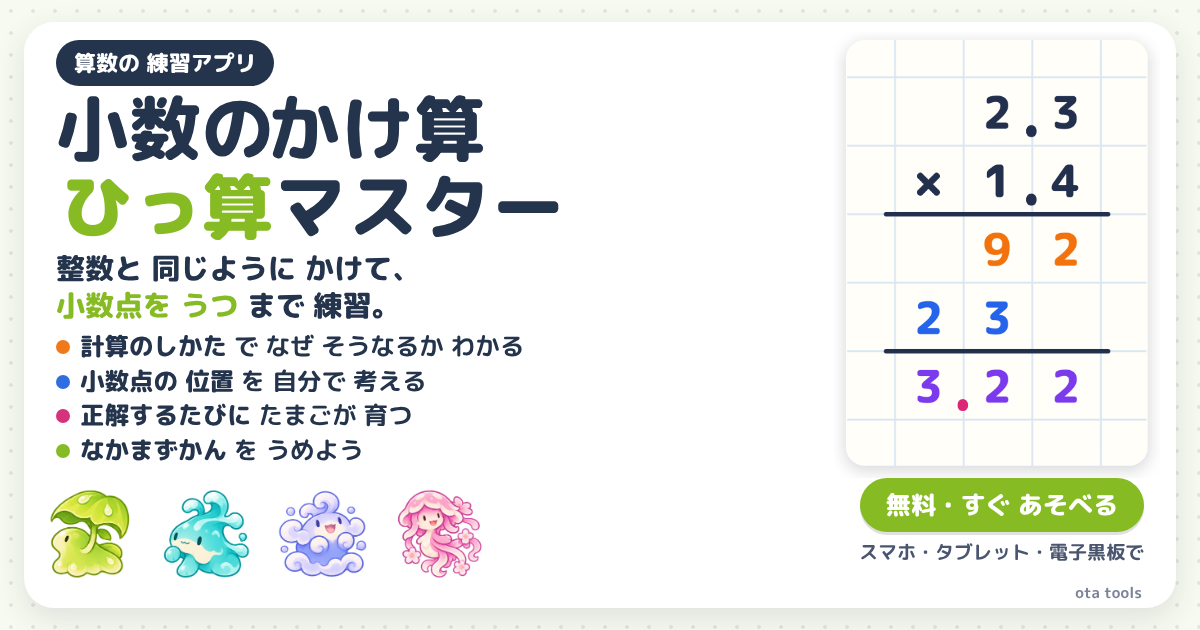 算数の 練習アプリ
小数のかけ算
ひっ算マスター
整数と 同じように かけて、
小数点を うつ まで 練習。
計算のしかた で なぜ そうなるか わかる
小数点の 位置 を 自分で 考える
正解するたびに たまごが 育つ
なかまずかん を うめよう
2.3
× 1.4
9 2
2 3
3.2 2
無料・すぐ あそべる
スマホ・タブレット・電子黒板で
ota tools